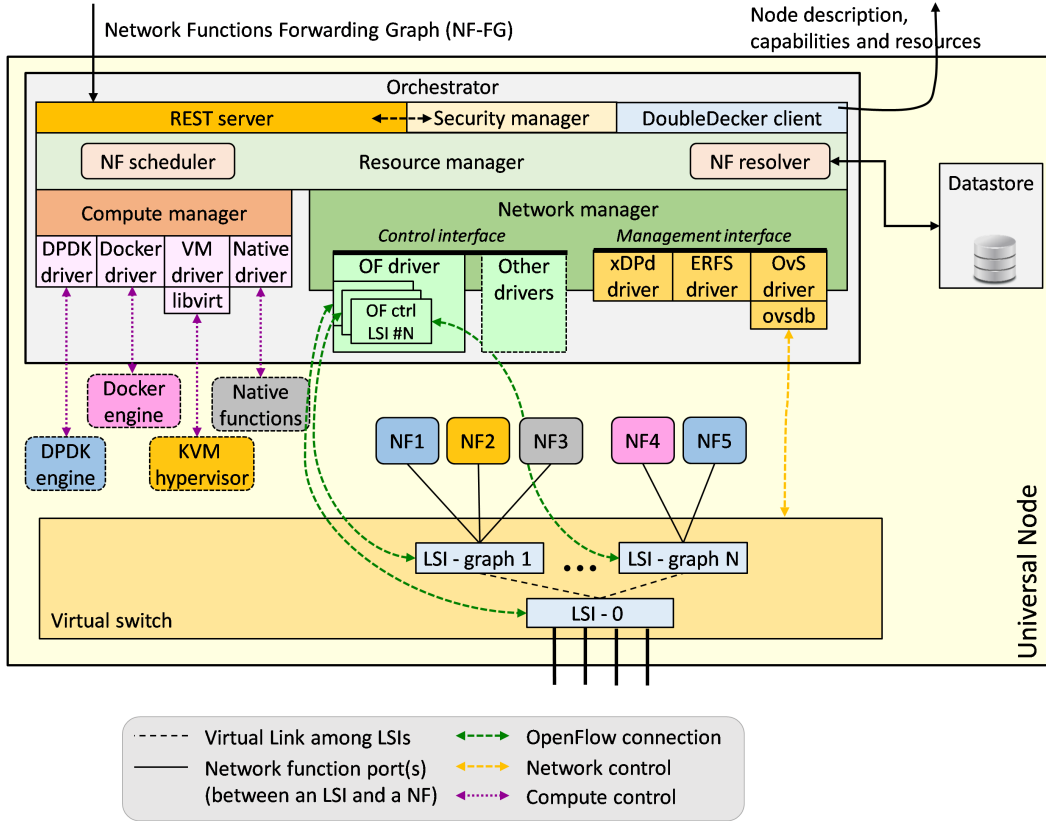 Network Functions Forwarding Graph (NF-FG)
Node description,
capabilities and resources
Orchestrator
REST server
Security manager
DoubleDecker client
NF scheduler
Resource manager
NF resolver
Datastore
Compute manager
Network manager
Control interface
Management interface
DPDK
driver
Docker
driver
VM
driver
Native
driver
libvirt
OF driver
OF ctrl
LSI #N
Other
drivers
xDPd
driver
ERFS
driver
OvS
driver
ovsdb
Docker
engine
Native
functions
DPDK
engine
KVM
hypervisor
NF1
NF2
NF3
NF4
NF5
LSI - graph 1
...
LSI - graph N
LSI - 0
Virtual switch
Universal Node
Virtual Link among LSIs
Network function port(s)
(between an LSI and a NF)
OpenFlow connection
Network control
Compute control